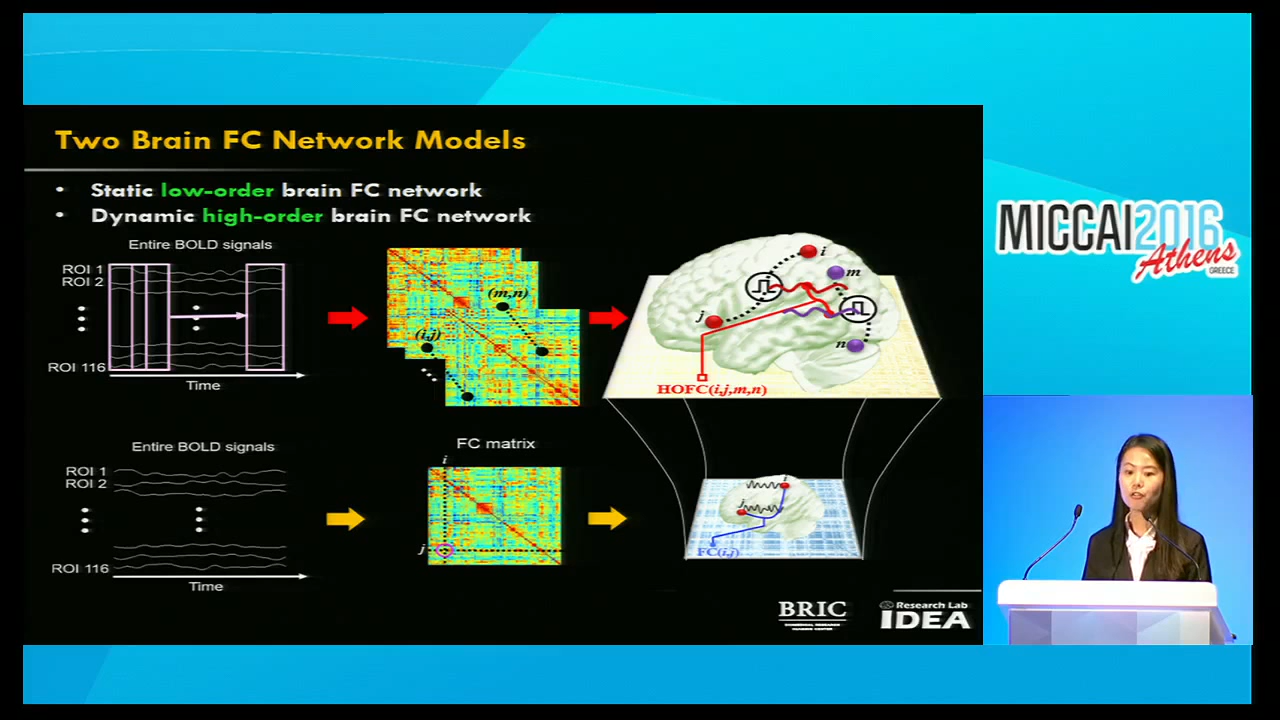 Two Brain FC Network Models
• Static low-order brain FC network
• Dynamic high-order brain FC network
Entire BOLD signals
ROI 1
ROI 2
ROI 116
Time
(m,n)
(i,j)
i
m
j
n
HOFC(i,j,m,n)
Entire BOLD signals
ROI 1
ROI 2
ROI 116
Time
FC matrix
i
j
i
j
FC(i,j)
BRIC
Research Lab
IDEA
MICCAI2016
Athens
GREECE